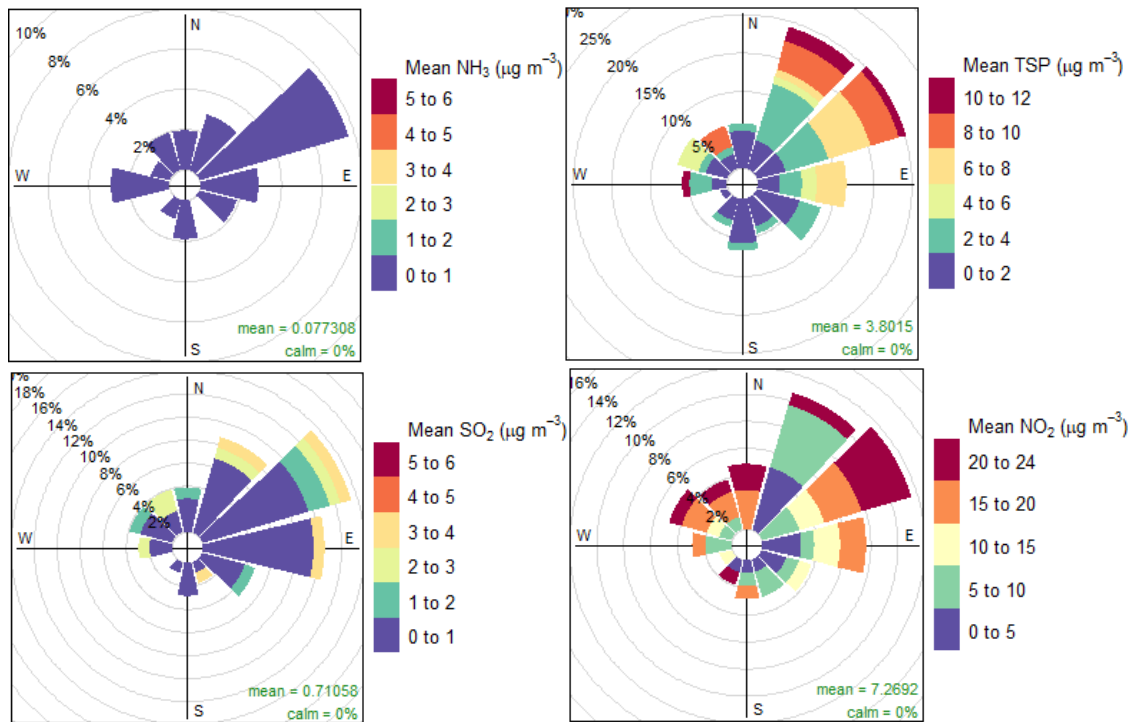 10%
8%
6%
4%
2%
N
W
E
S
mean = 0.077308
calm = 0%
Mean NH₃ (μg m⁻³)
5 to 6
4 to 5
3 to 4
2 to 3
1 to 2
0 to 1
25%
20%
15%
10%
5%
N
W
E
S
mean = 3.8015
calm = 0%
Mean TSP (μg m⁻³)
10 to 12
8 to 10
6 to 8
4 to 6
2 to 4
0 to 2
18%
16%
14%
12%
10%
8%
6%
4%
2%
N
W
E
S
mean = 0.71058
calm = 0%
Mean SO₂ (μg m⁻³)
5 to 6
4 to 5
3 to 4
2 to 3
1 to 2
0 to 1
16%
14%
12%
10%
8%
6%
4%
2%
N
W
E
S
mean = 7.2692
calm = 0%
Mean NO₂ (μg m⁻³)
20 to 24
15 to 20
10 to 15
5 to 10
0 to 5